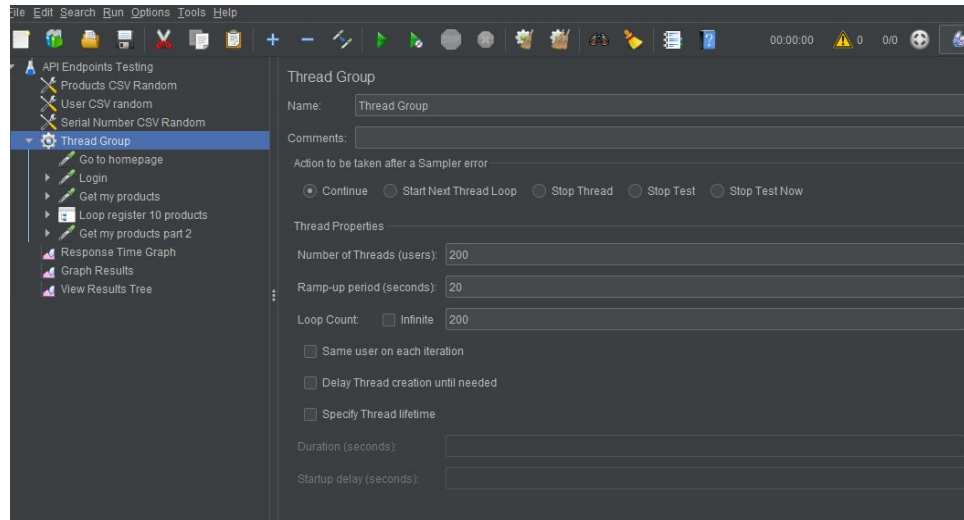 File Edit Search Run Options Tools Help
00:00:00 0 0/0
API Endpoints Testing
Products CSV Random
User CSV random
Serial Number CSV Random
Thread Group
Go to homepage
Login
Get my products
Loop register 10 products
Get my products part 2
Response Time Graph
Graph Results
View Results Tree
Thread Group
Name: Thread Group
Comments:
Action to be taken after a Sampler error
Continue Start Next Thread Loop Stop Thread Stop Test Stop Test Now
Thread Properties
Number of Threads (users): 200
Ramp-up period (seconds): 20
Loop Count: Infinite 200
Same user on each iteration
Delay Thread creation until needed
Specify Thread lifetime
Duration (seconds):
Startup delay (seconds):